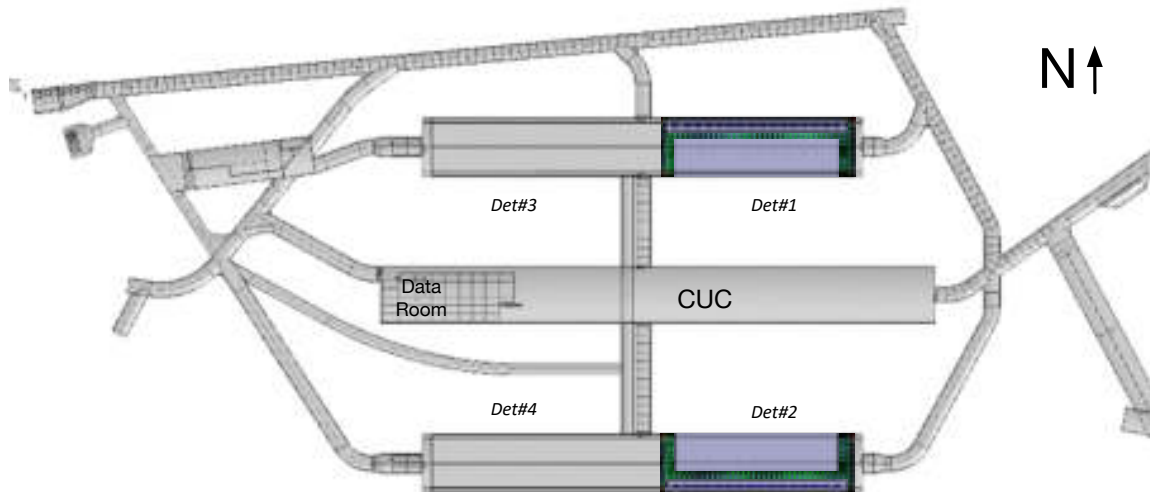 N
Det#3
Det#1
Data
Room
CUC
Det#4
Det#2